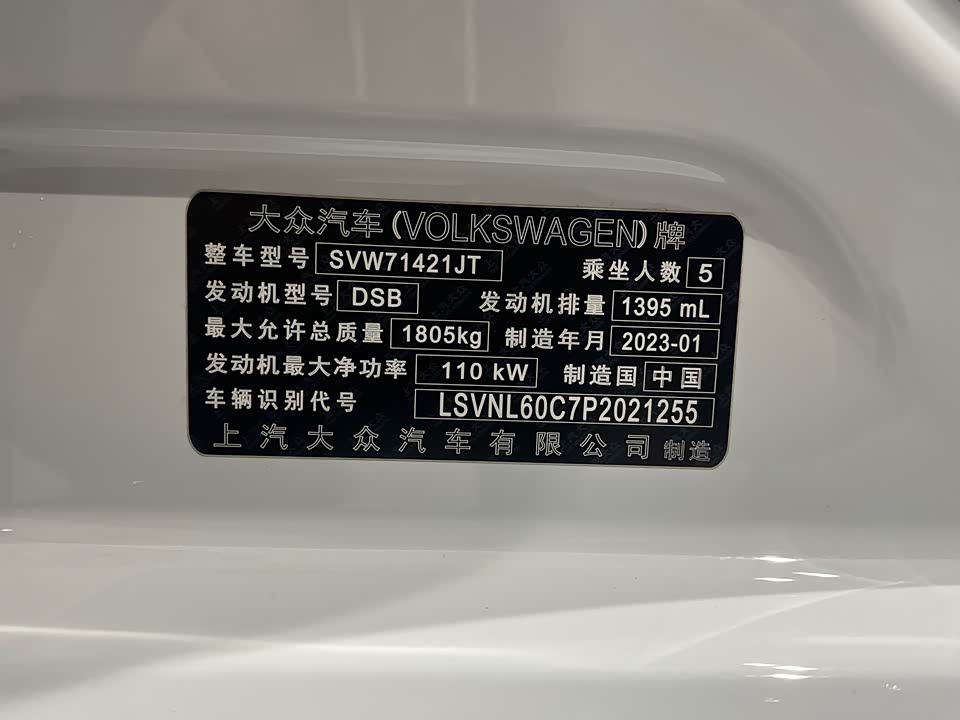 大众汽车(VOLKSWAGEN)牌
整车型号 SVW71421JT 乘坐人数 5
发动机型号 DSB 发动机排量 1395 mL
最大允许总质量 1805kg 制造年月 2023-01
发动机最大净功率 110 kW 制造国 中国
车辆识别代号 LSVNL60C7P2021255
上汽大众汽车有限公司 制造